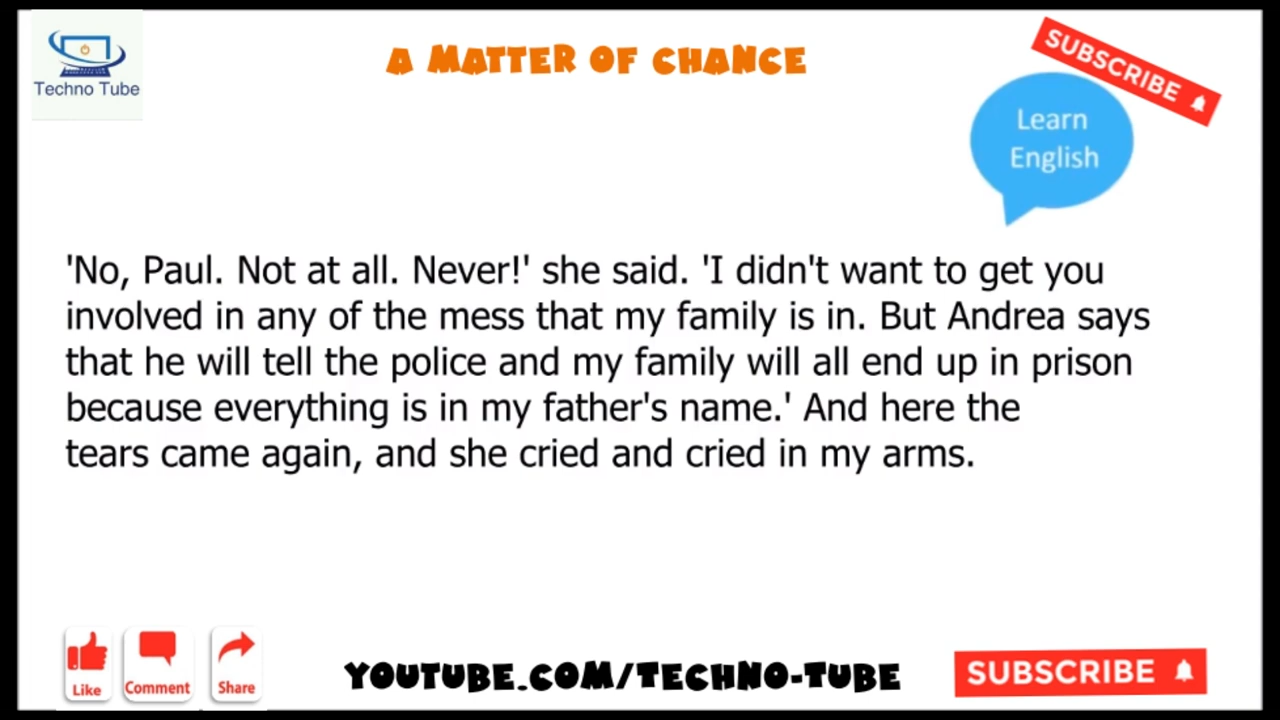 Techno Tube
A MATTER OF CHANCE
SUBSCRIBE
Learn
English
'No, Paul. Not at all. Never!' she said. 'I didn't want to get you
involved in any of the mess that my family is in. But Andrea says
that he will tell the police and my family will all end up in prison
because everything is in my father's name.' And here the
tears came again, and she cried and cried in my arms.
Like
Comment
Share
YOUTUBE.COM/TECHNO-TUBE
SUBSCRIBE